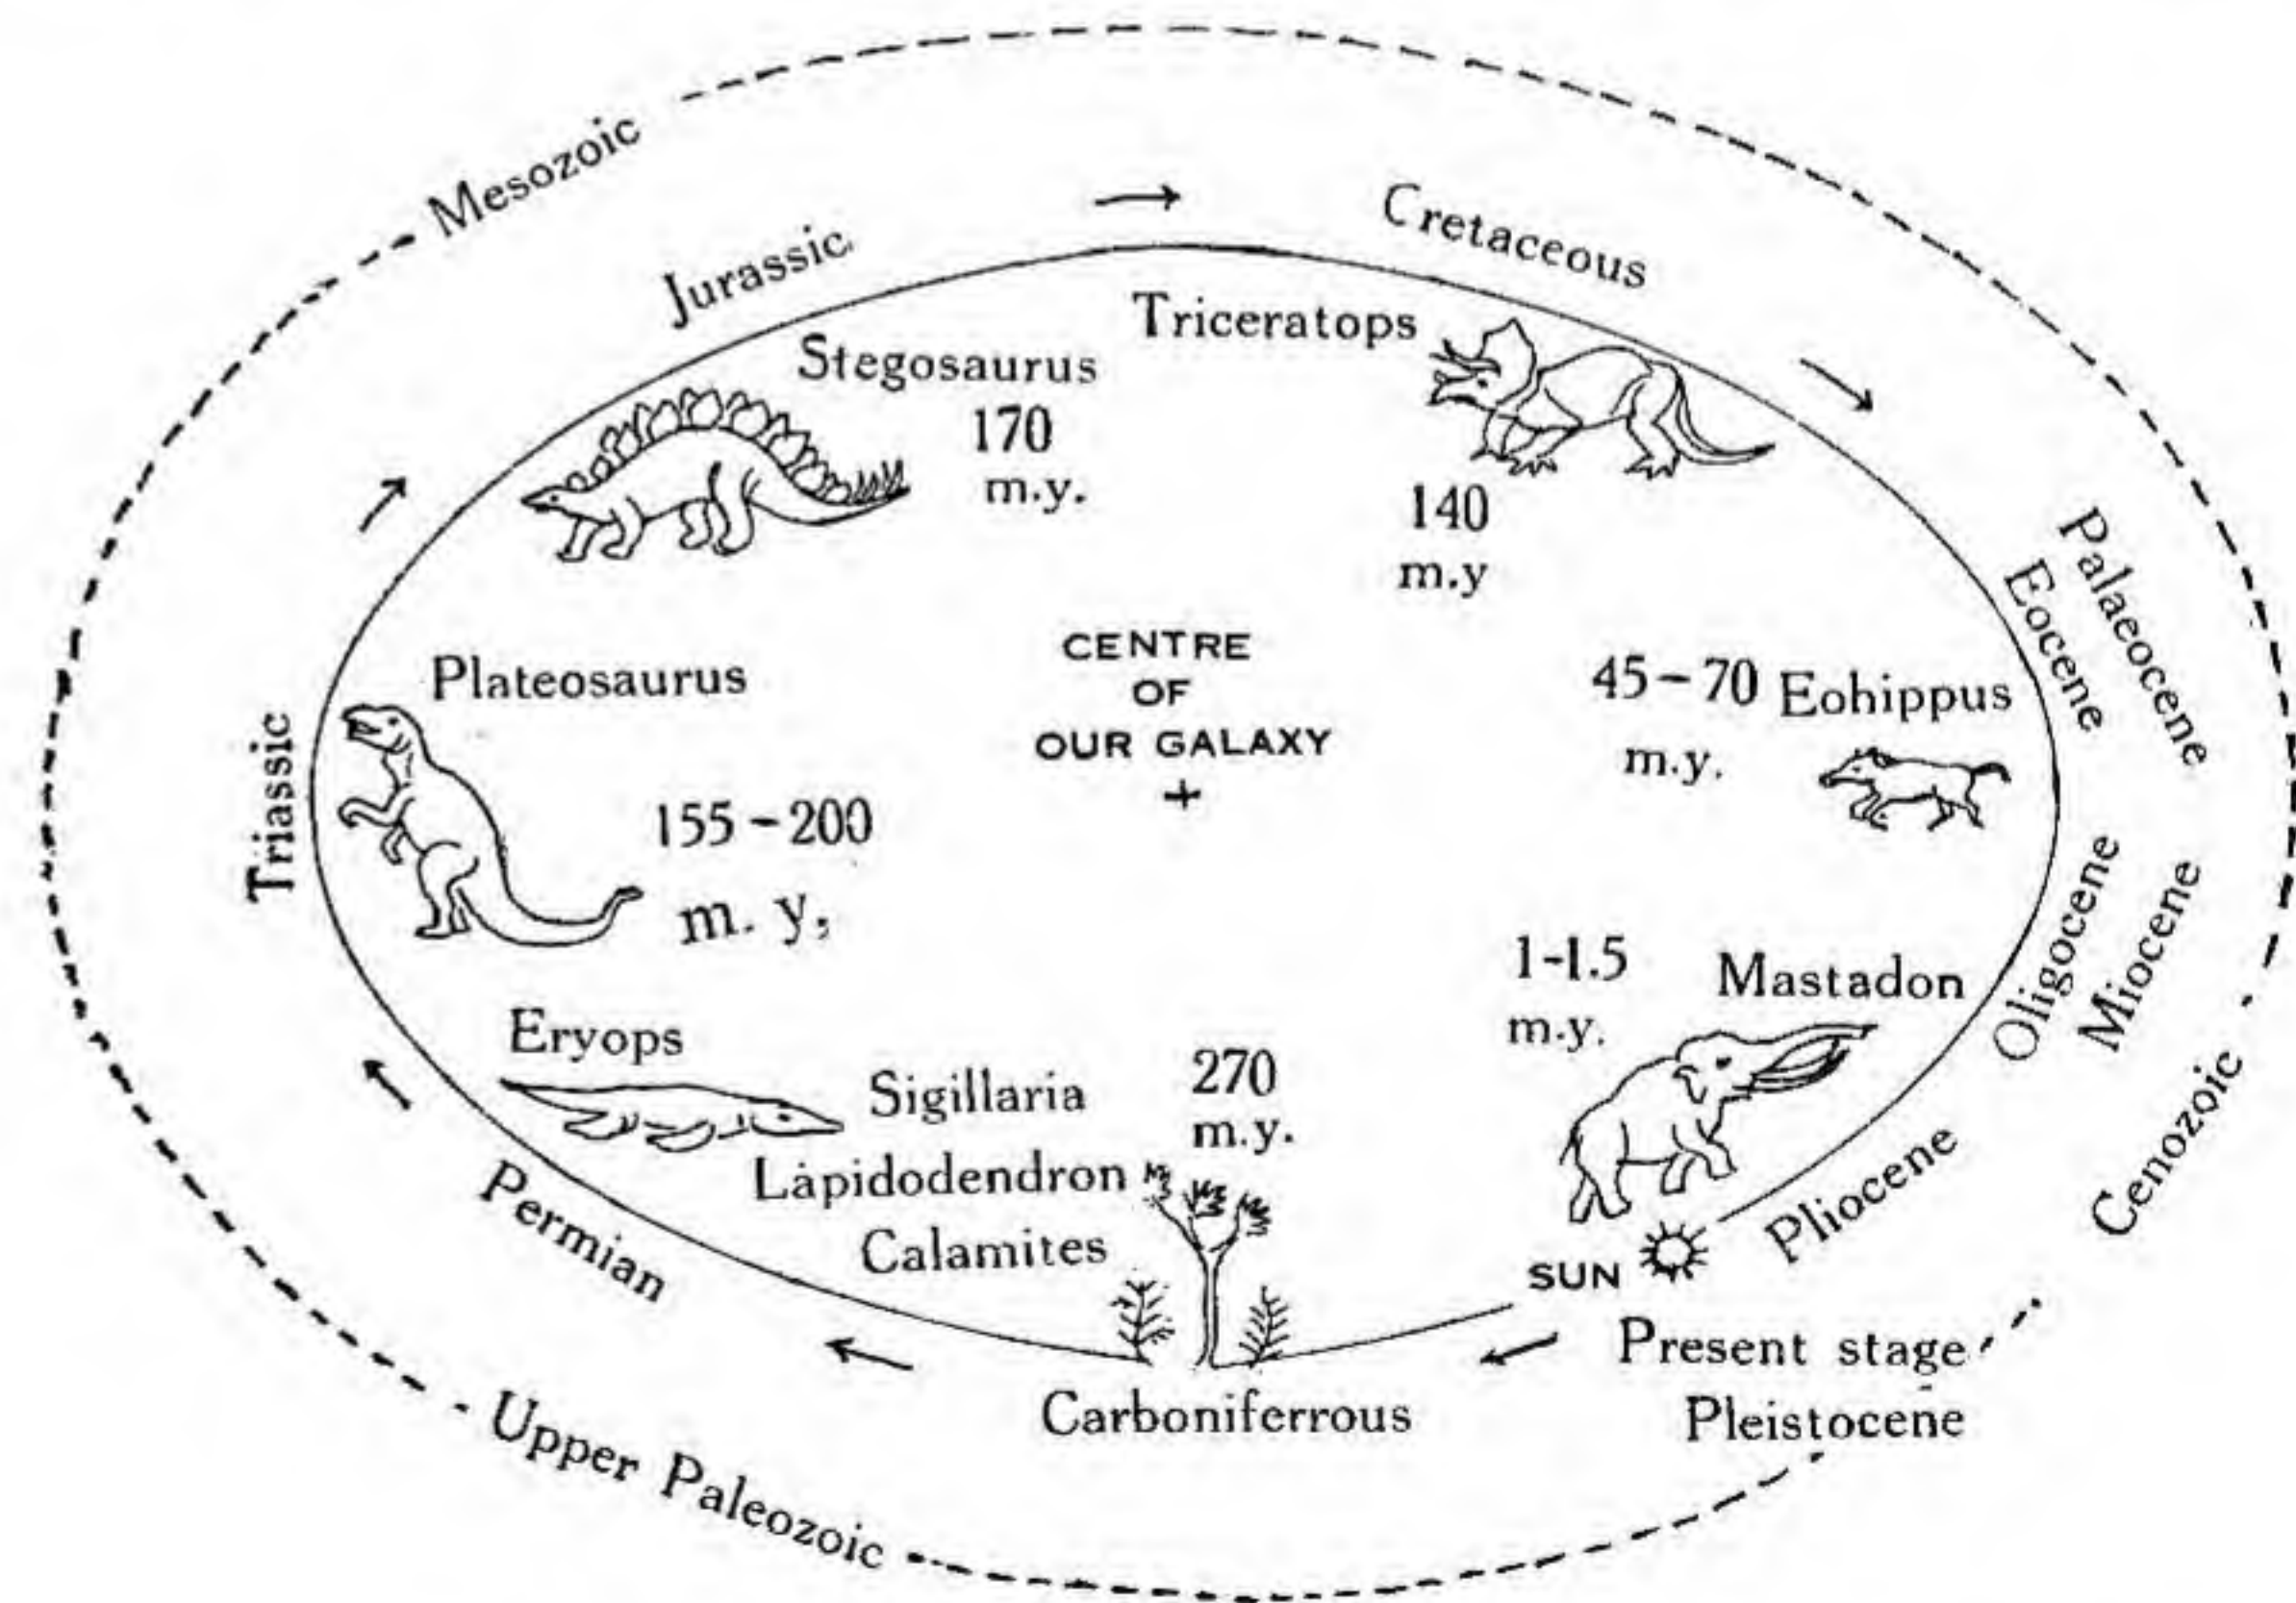 Mesozoic
Jurassic
Cretaceous
Triceratops
Stegosaurus
170
m.y.
140
m.y
Palaeocene
Eocene
CENTRE
OF
OUR GALAXY
+
Plateosaurus
45-70 Eohippus
m.y.
Triassic
155-200
m. y,
Oligocene
Miocene
1-1.5
m.y.
Mastadon
Eryops
Sigillaria
270
m.y.
Lapidodendron
Calamites
Permian
Pliocene
Cenozoic
SUN
Present stage
Pleistocene
Carboniferrous
Upper Paleozoic